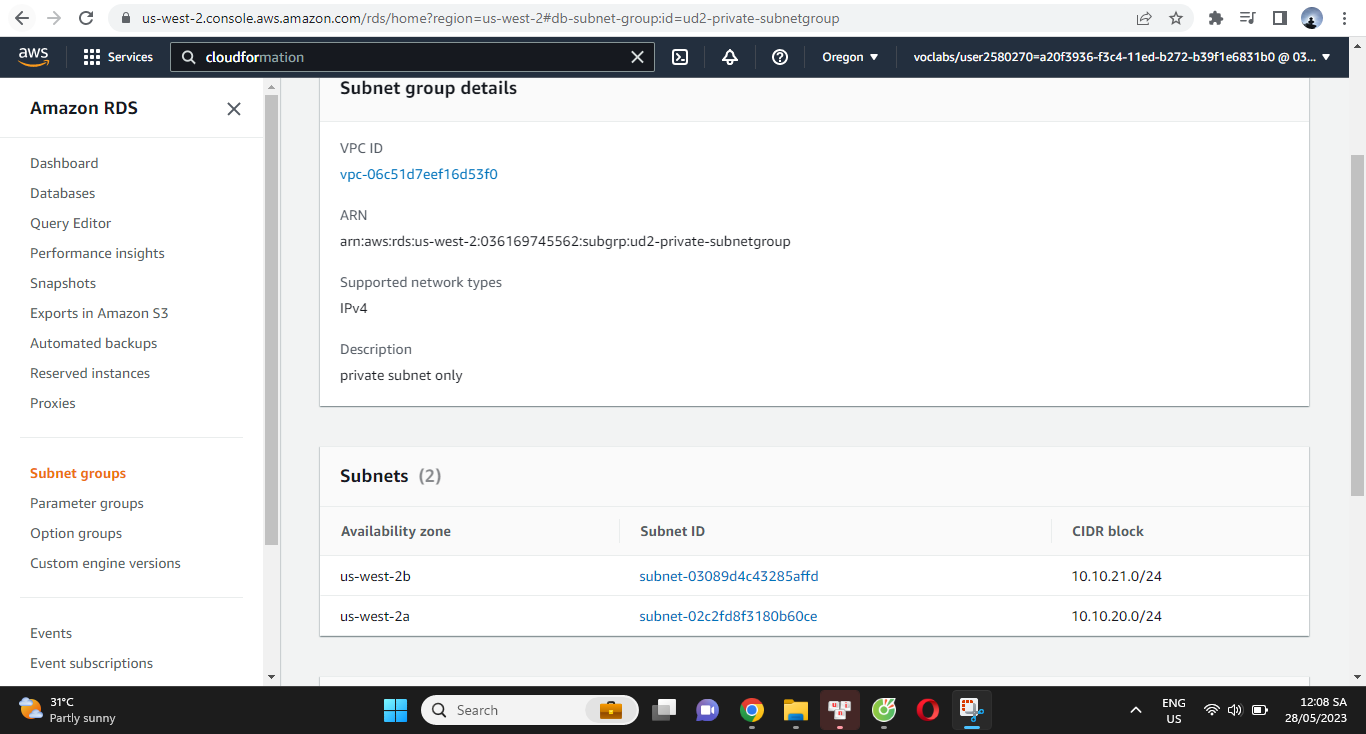 us-west-2.console.aws.amazon.com/rds/home?region=us-west-2#db-subnet-group:id=ud2-private-subnetgroup
aws
Services
cloudformation
Oregon
voclabs/user2580270=a20f3936-f3c4-11ed-b272-b39f1e6831b0 @ 03...
Amazon RDS
Dashboard
Databases
Query Editor
Performance insights
Snapshots
Exports in Amazon S3
Automated backups
Reserved instances
Proxies
Subnet groups
Parameter groups
Option groups
Custom engine versions
Events
Event subscriptions
Subnet group details
VPC ID
vpc-06c51d7eef16d53f0
ARN
arn:aws:rds:us-west-2:036169745562:subgrp:ud2-private-subnetgroup
Supported network types
IPv4
Description
private subnet only
Subnets (2)
Availability zone Subnet ID CIDR block
us-west-2b subnet-03089d4c43285affd 10.10.21.0/24
us-west-2a subnet-02c2fd8f3180b60ce 10.10.20.0/24
31°C
Partly sunny
Search
ENG
US
12:08 SA
28/05/2023